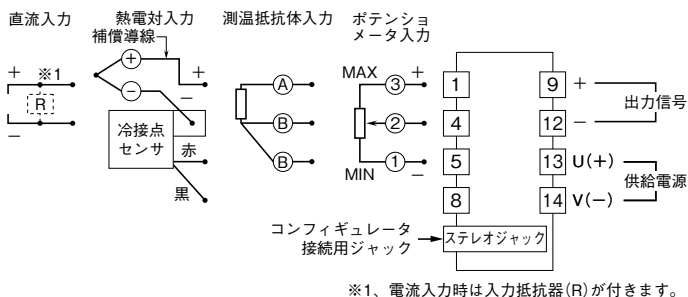 直流入力
＋
※1
R
－
熱電対入力
補償導線
＋
－
＋
－
冷接点
センサ
赤
黒
測温抵抗体入力
A
B
B
ポテンショ
メータ入力
MAX
3
＋
2
1
MIN
－
1
4
5
8
9
＋
12
－
出力信号
13
U(＋)
14
V(－)
供給電源
コンフィギュレータ
接続用ジャック
ステレオジャック
※1、電流入力時は入力抵抗器(R)が付きます。